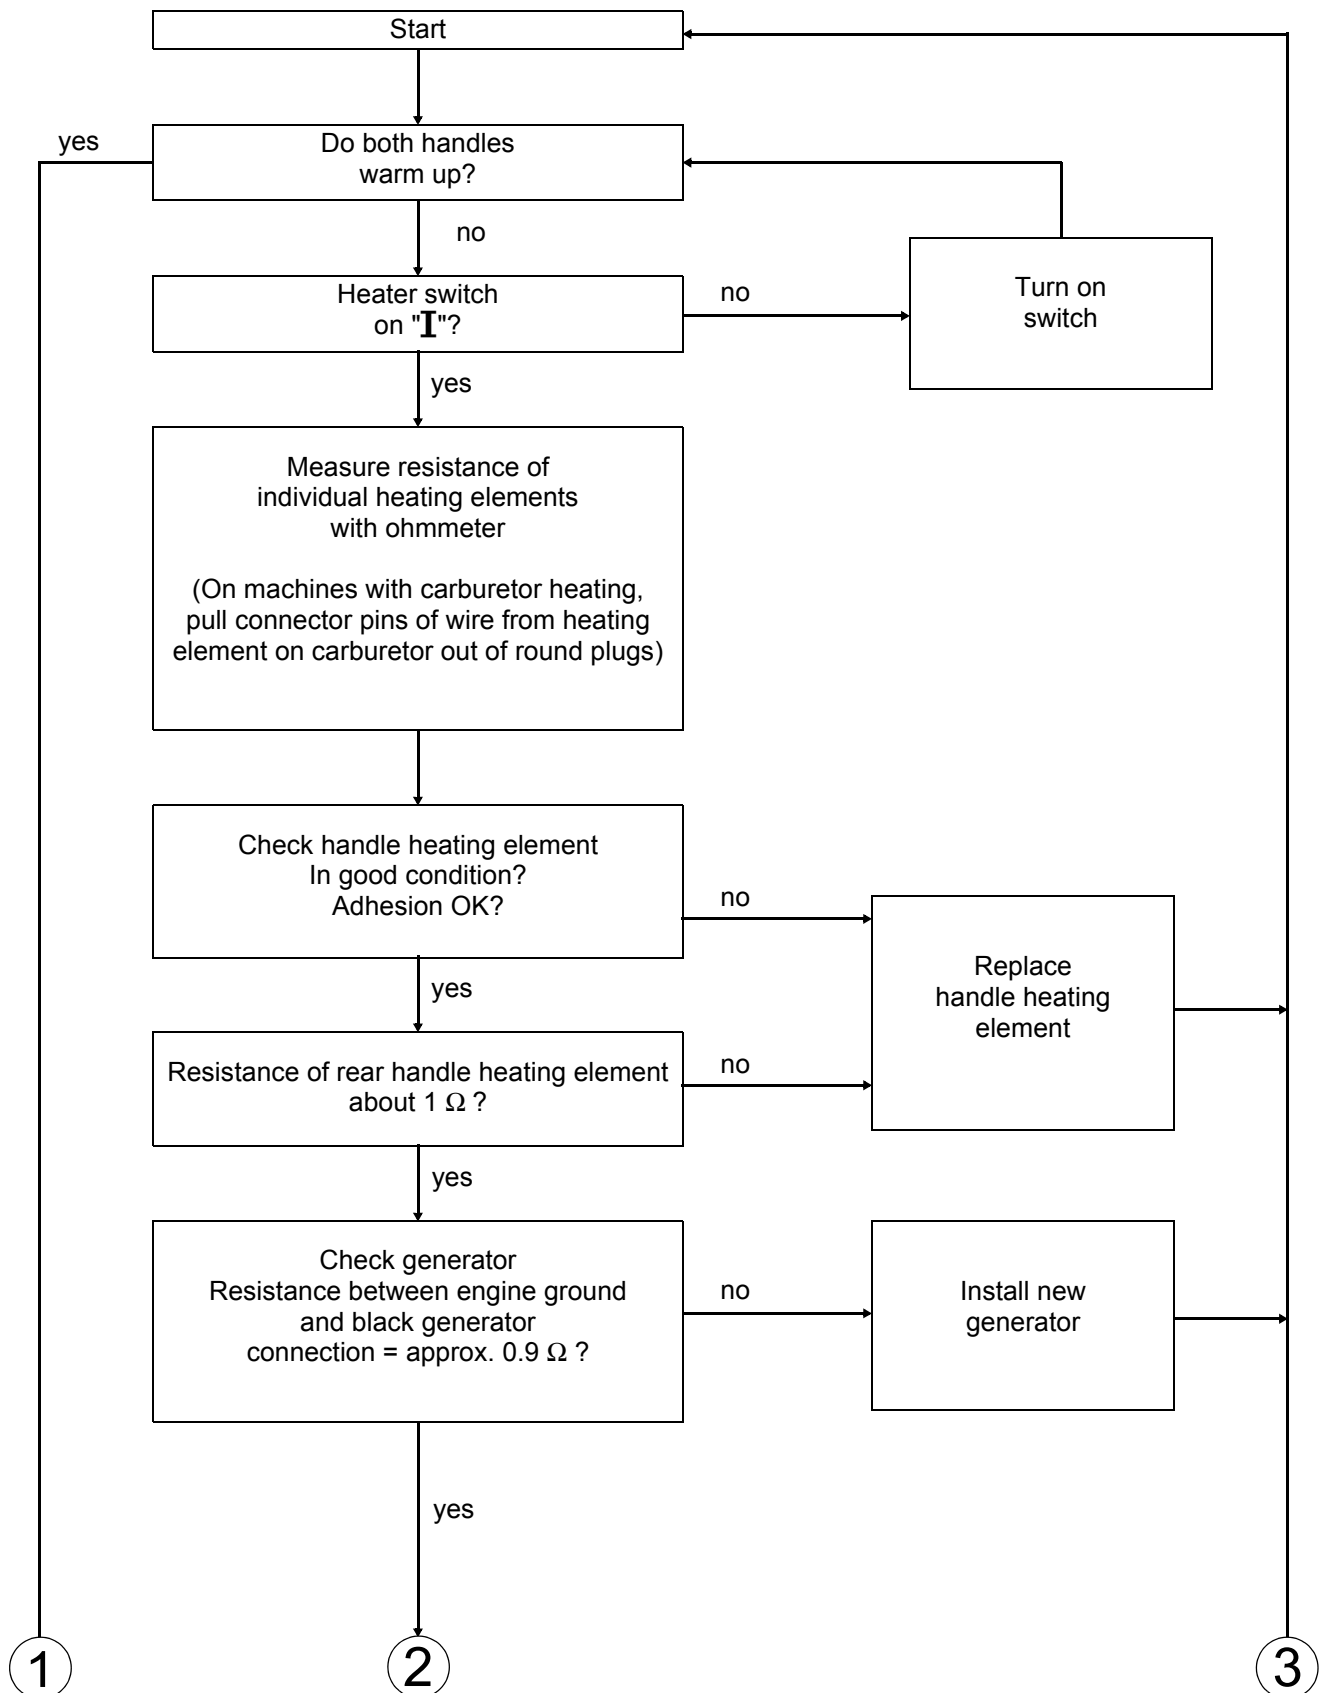 Start
yes
Do both handles
warm up?
no
Heater switch
on "I"?
no
Turn on
switch
yes
Measure resistance of
individual heating elements
with ohmmeter
(On machines with carburetor heating,
pull connector pins of wire from heating
element on carburetor out of round plugs)
Check handle heating element
In good condition?
Adhesion OK?
no
Replace
handle heating
element
yes
Resistance of rear handle heating element
about 1 Ω ?
no
yes
Check generator
Resistance between engine ground
and black generator
connection = approx. 0.9 Ω ?
no
Install new
generator
yes
1
2
3